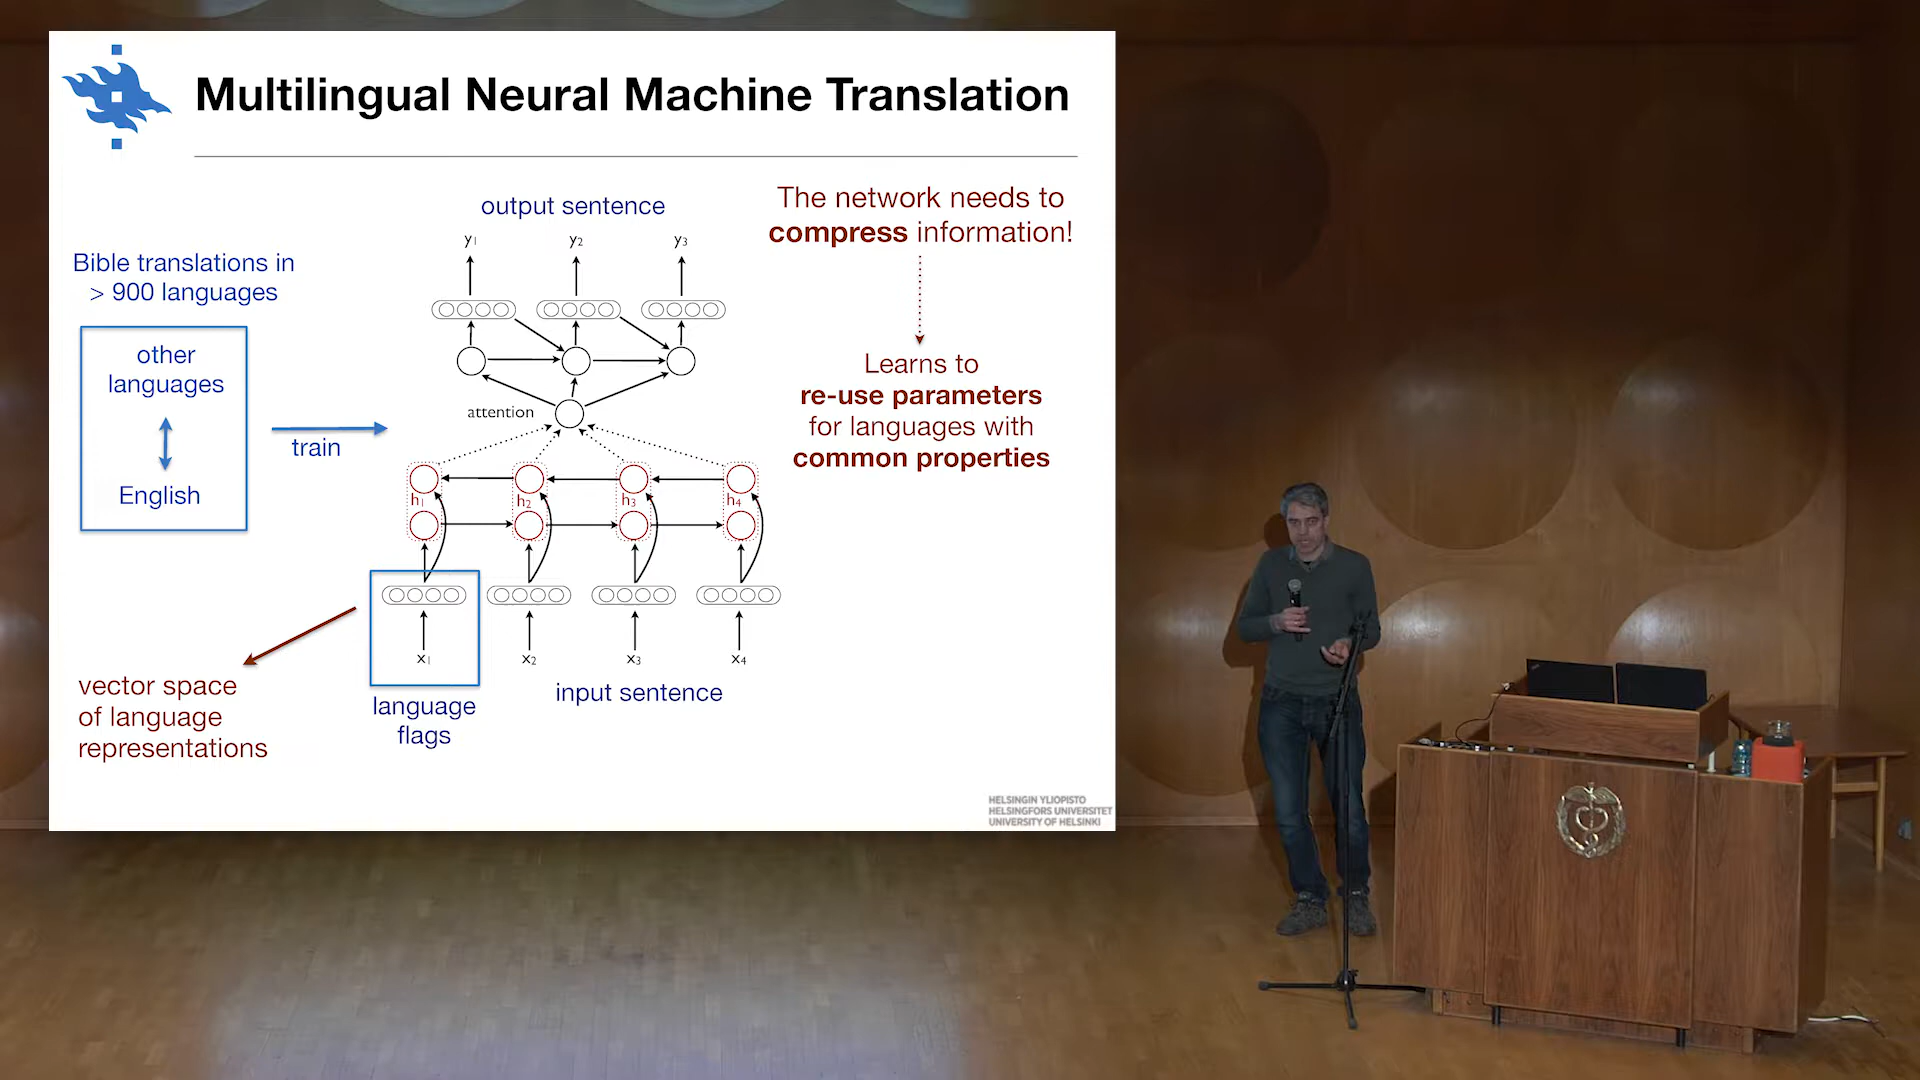 Multilingual Neural Machine Translation
Bible translations in
> 900 languages
other
languages
English
train
output sentence
y1
y2
y3
attention
h1
h2
h3
h4
x1
x2
x3
x4
language
flags
input sentence
vector space
of language
representations
The network needs to
compress information!
Learns to
re-use parameters
for languages with
common properties
HELSINGIN YLIOPISTO
HELSINGFORS UNIVERSITET
UNIVERSITY OF HELSINKI